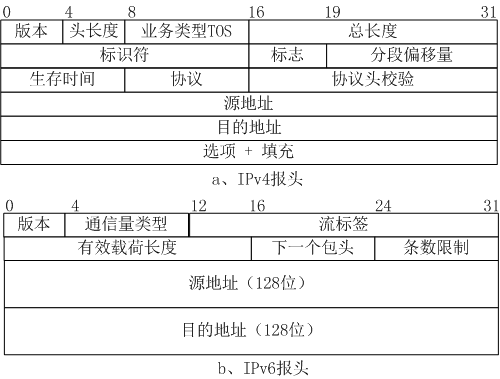 0 4 8 16 19 31
版本 头长度 业务类型TOS 总长度
标识符 标志 分段偏移量
生存时间 协议 协议头校验
源地址
目的地址
选项 + 填充
a、IPv4报头
0 4 12 16 24 31
版本 通信量类型 流标签
有效载荷长度 下一个包头 条数限制
源地址（128位）
目的地址（128位）
b、IPv6报头